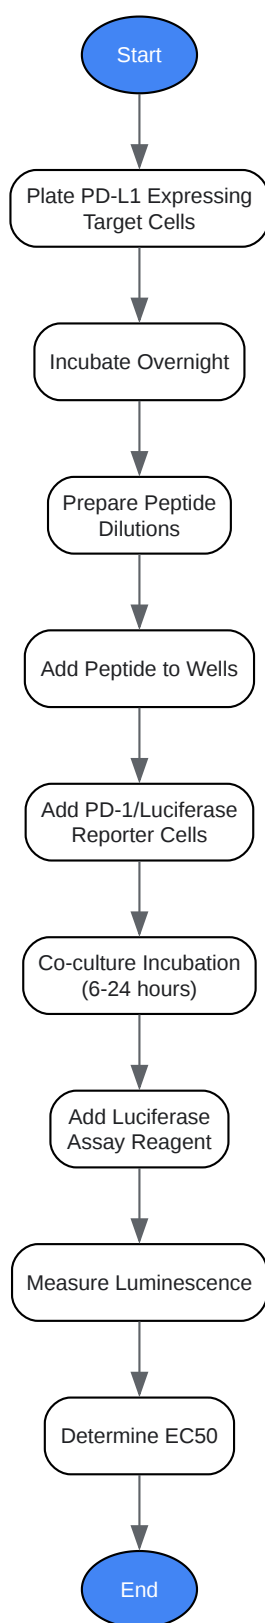 Start
Plate PD-L1 Expressing
Target Cells
Incubate Overnight
Prepare Peptide
Dilutions
Add Peptide to Wells
Add PD-1/Luciferase
Reporter Cells
Co-culture Incubation
(6-24 hours)
Add Luciferase
Assay Reagent
Measure Luminescence
Determine EC50
End